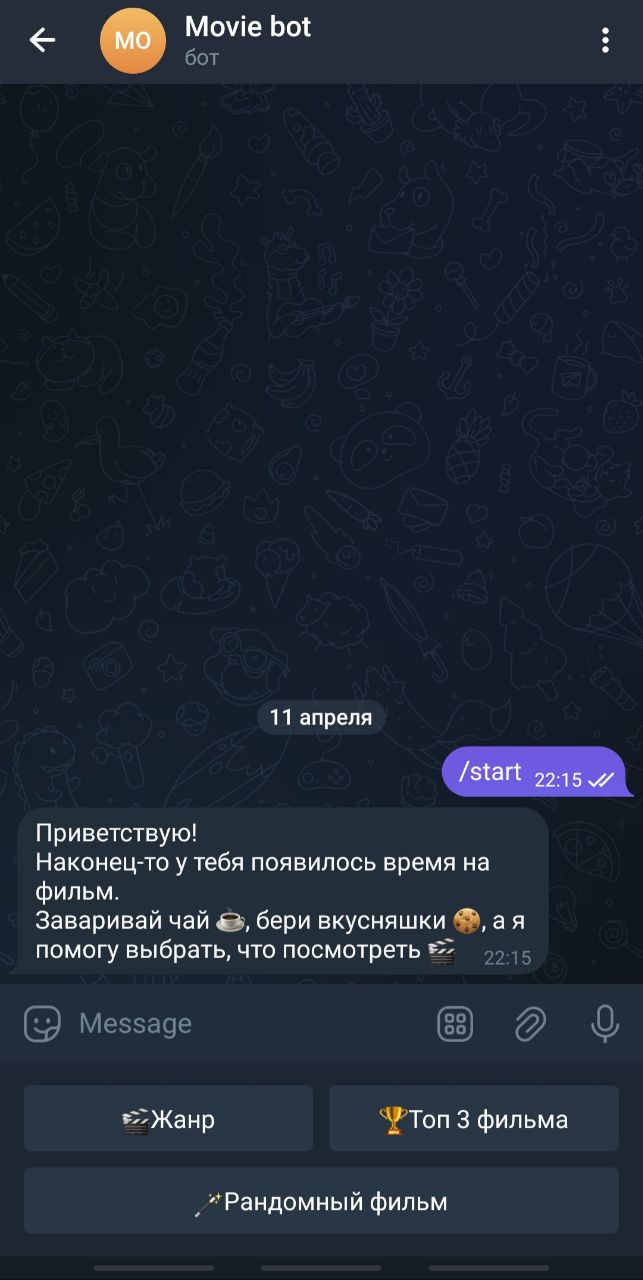 MO
Movie bot
бот
11 апреля
/start 22:15
Приветствую!
Наконец-то у тебя появилось время на
фильм.
Заваривай чай ☕, бери вкусняшки 🍪, а я
помогу выбрать, что посмотреть 🎬 22:15
Message
🎬Жанр
🏆Топ 3 фильма
🪄Рандомный фильм